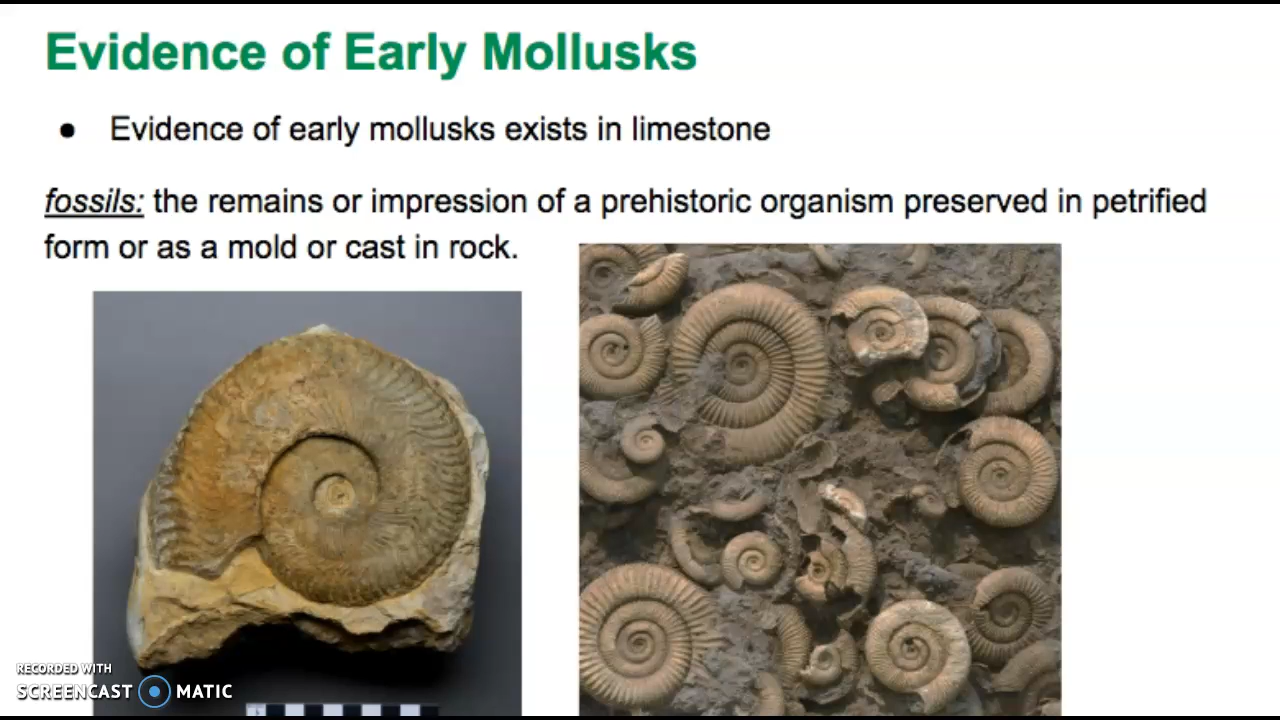 Evidence of Early Mollusks
● Evidence of early mollusks exists in limestone
fossils: the remains or impression of a prehistoric organism preserved in petrified
form or as a mold or cast in rock.
RECORDED WITH
SCREENCAST MATIC